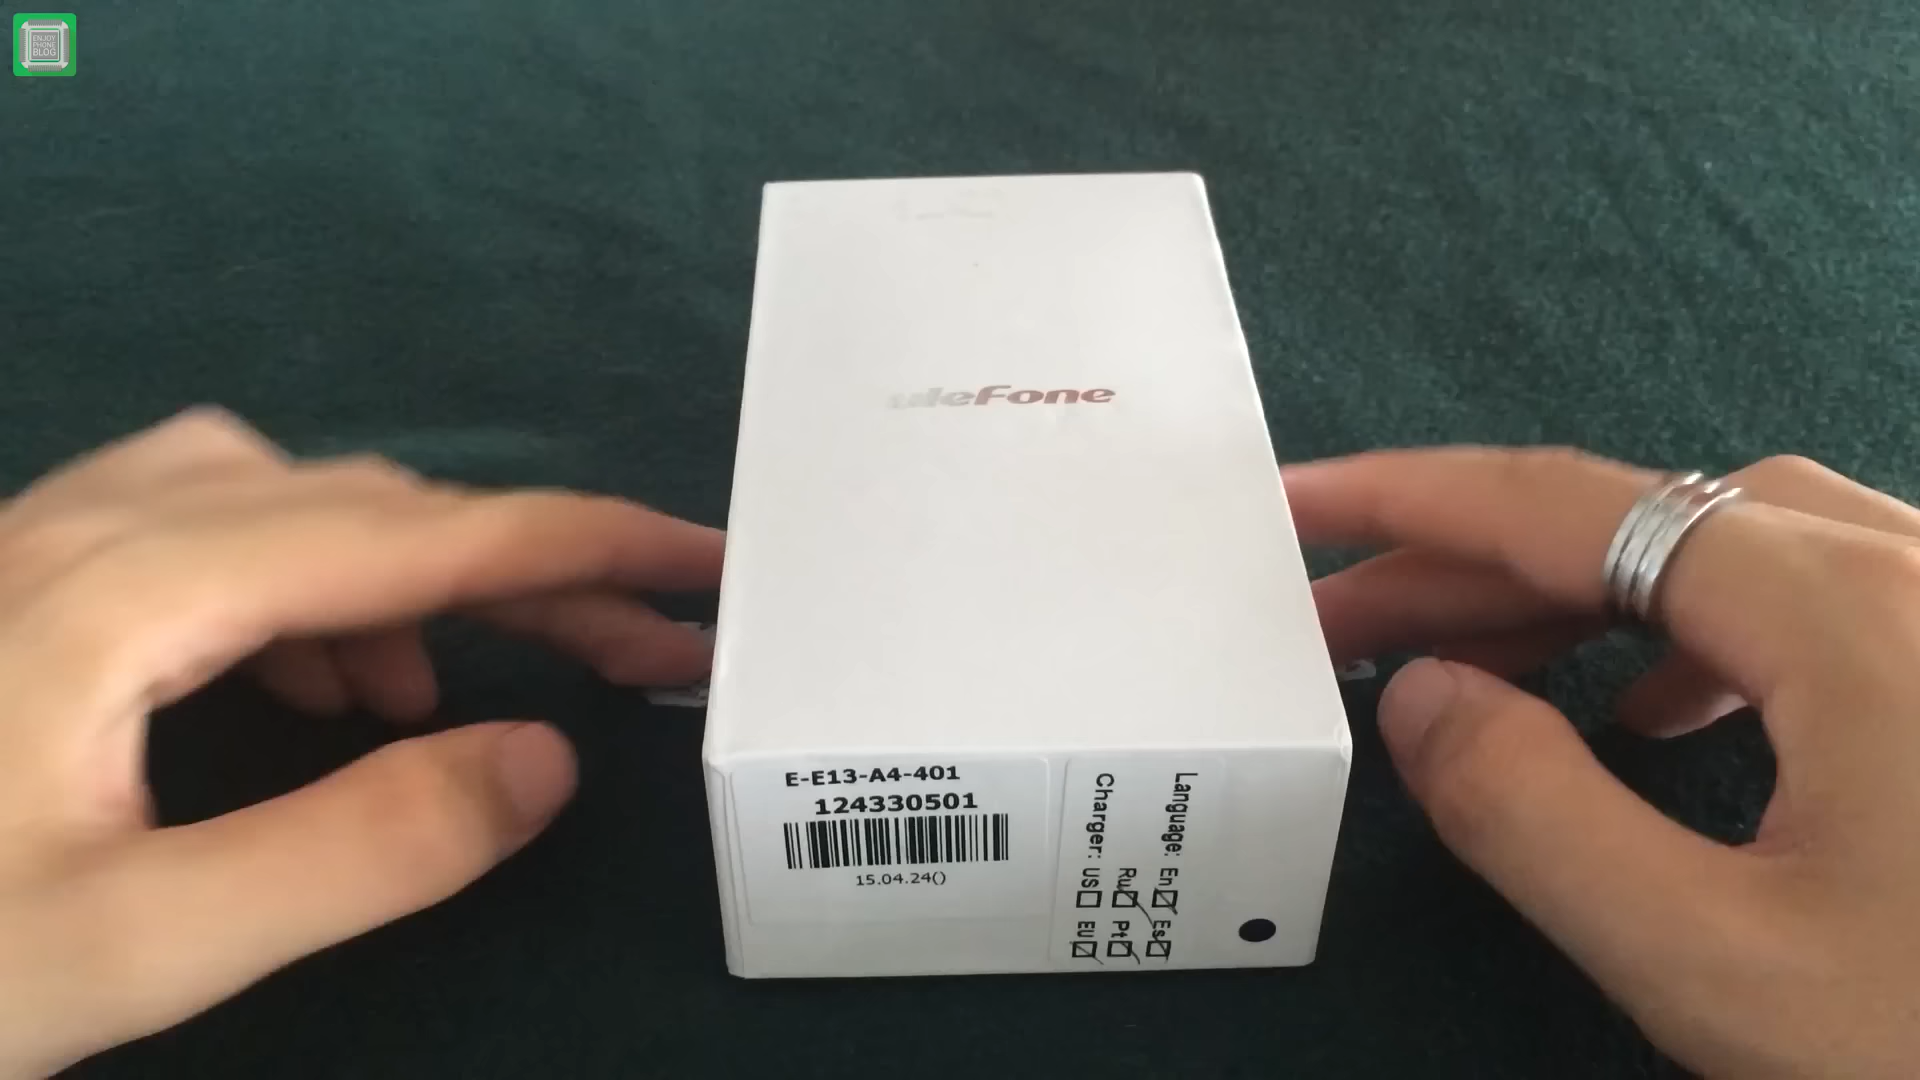 ENJOY
PHONE
BLOG
uleFone
E-E13-A4-401
124330501
15.04.24()
Language: En Es
Ru Pt
Charger: US EU